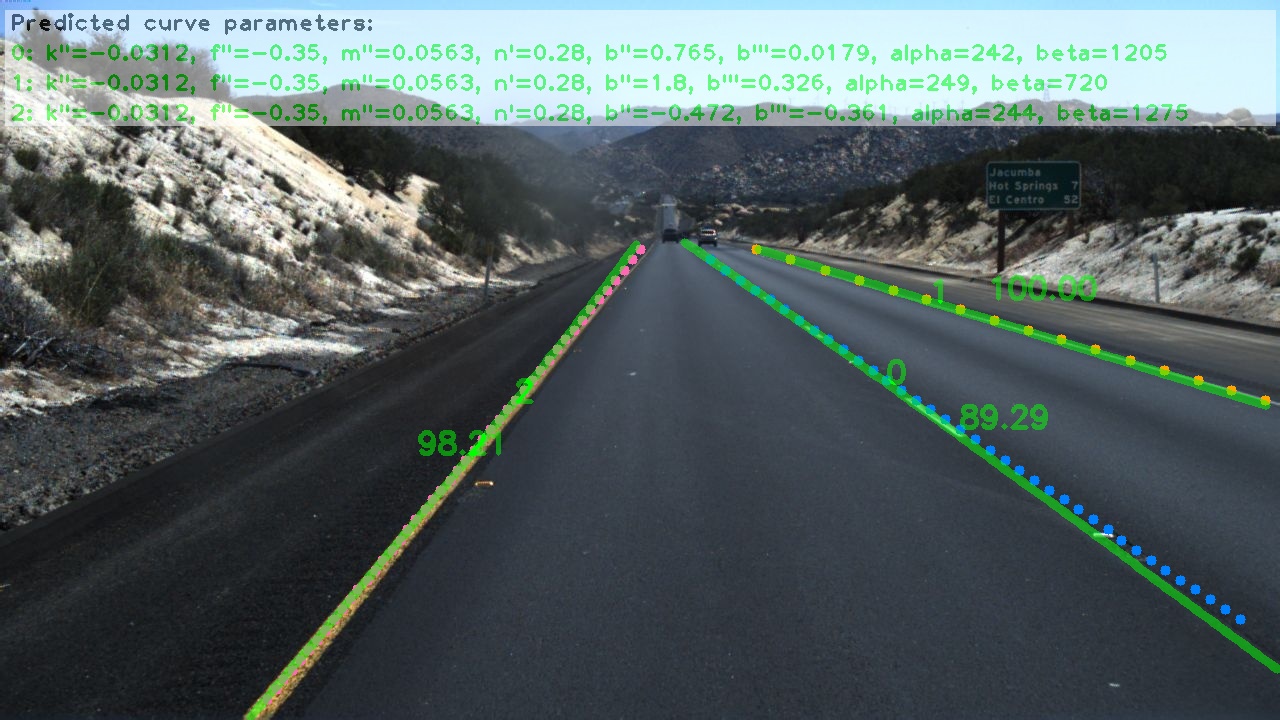 Predicted curve parameters:
0: k''=-0.0312, f''=-0.35, m''=0.0563, n'=0.28, b''=0.765, b'''=0.0179, alpha=242, beta=1205
1: k''=-0.0312, f''=-0.35, m''=0.0563, n'=0.28, b''=1.8, b'''=0.326, alpha=249, beta=720
2: k''=-0.0312, f''=-0.35, m''=0.0563, n'=0.28, b''=-0.472, b'''=-0.361, alpha=244, beta=1275
Jacumba
Hot Springs 7
El Centro 52
1 100.00
0
2
89.29
98.21